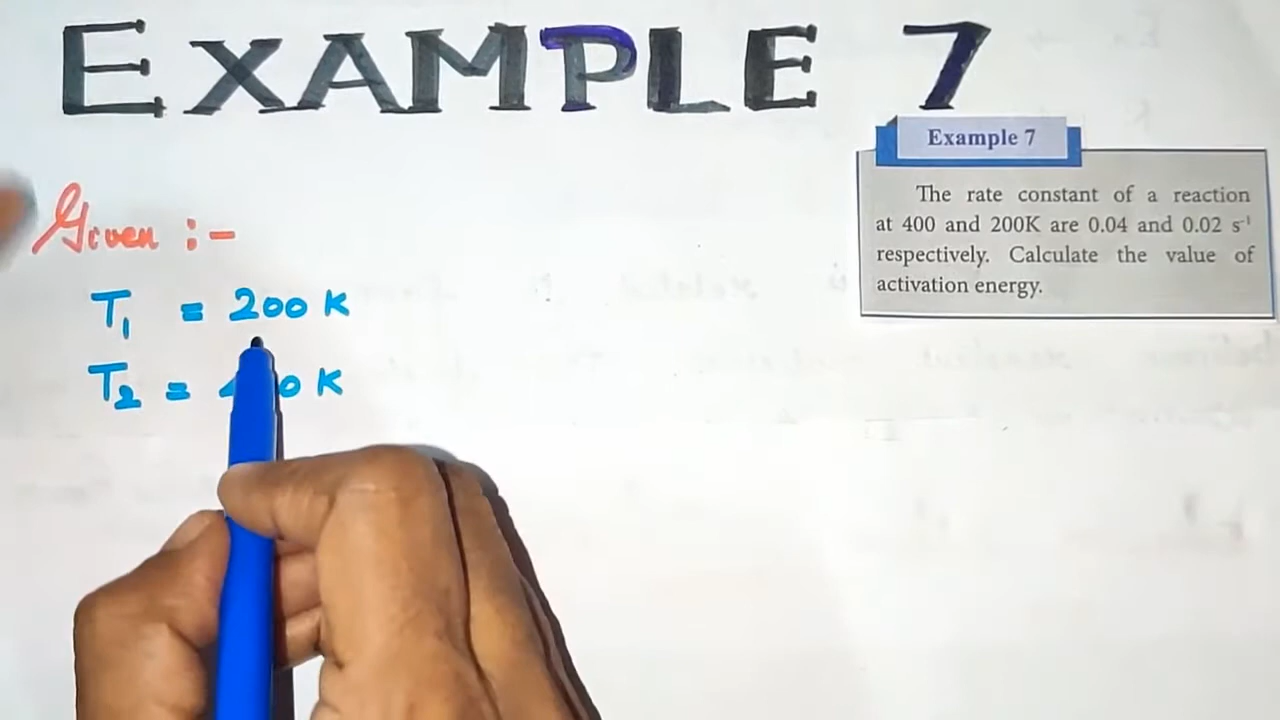 EXAMPLE 7
Example 7
The rate constant of a reaction
at 400 and 200K are 0.04 and 0.02 s⁻¹
respectively. Calculate the value of
activation energy.
Given :-
T₁ = 200 K
T₂ = K